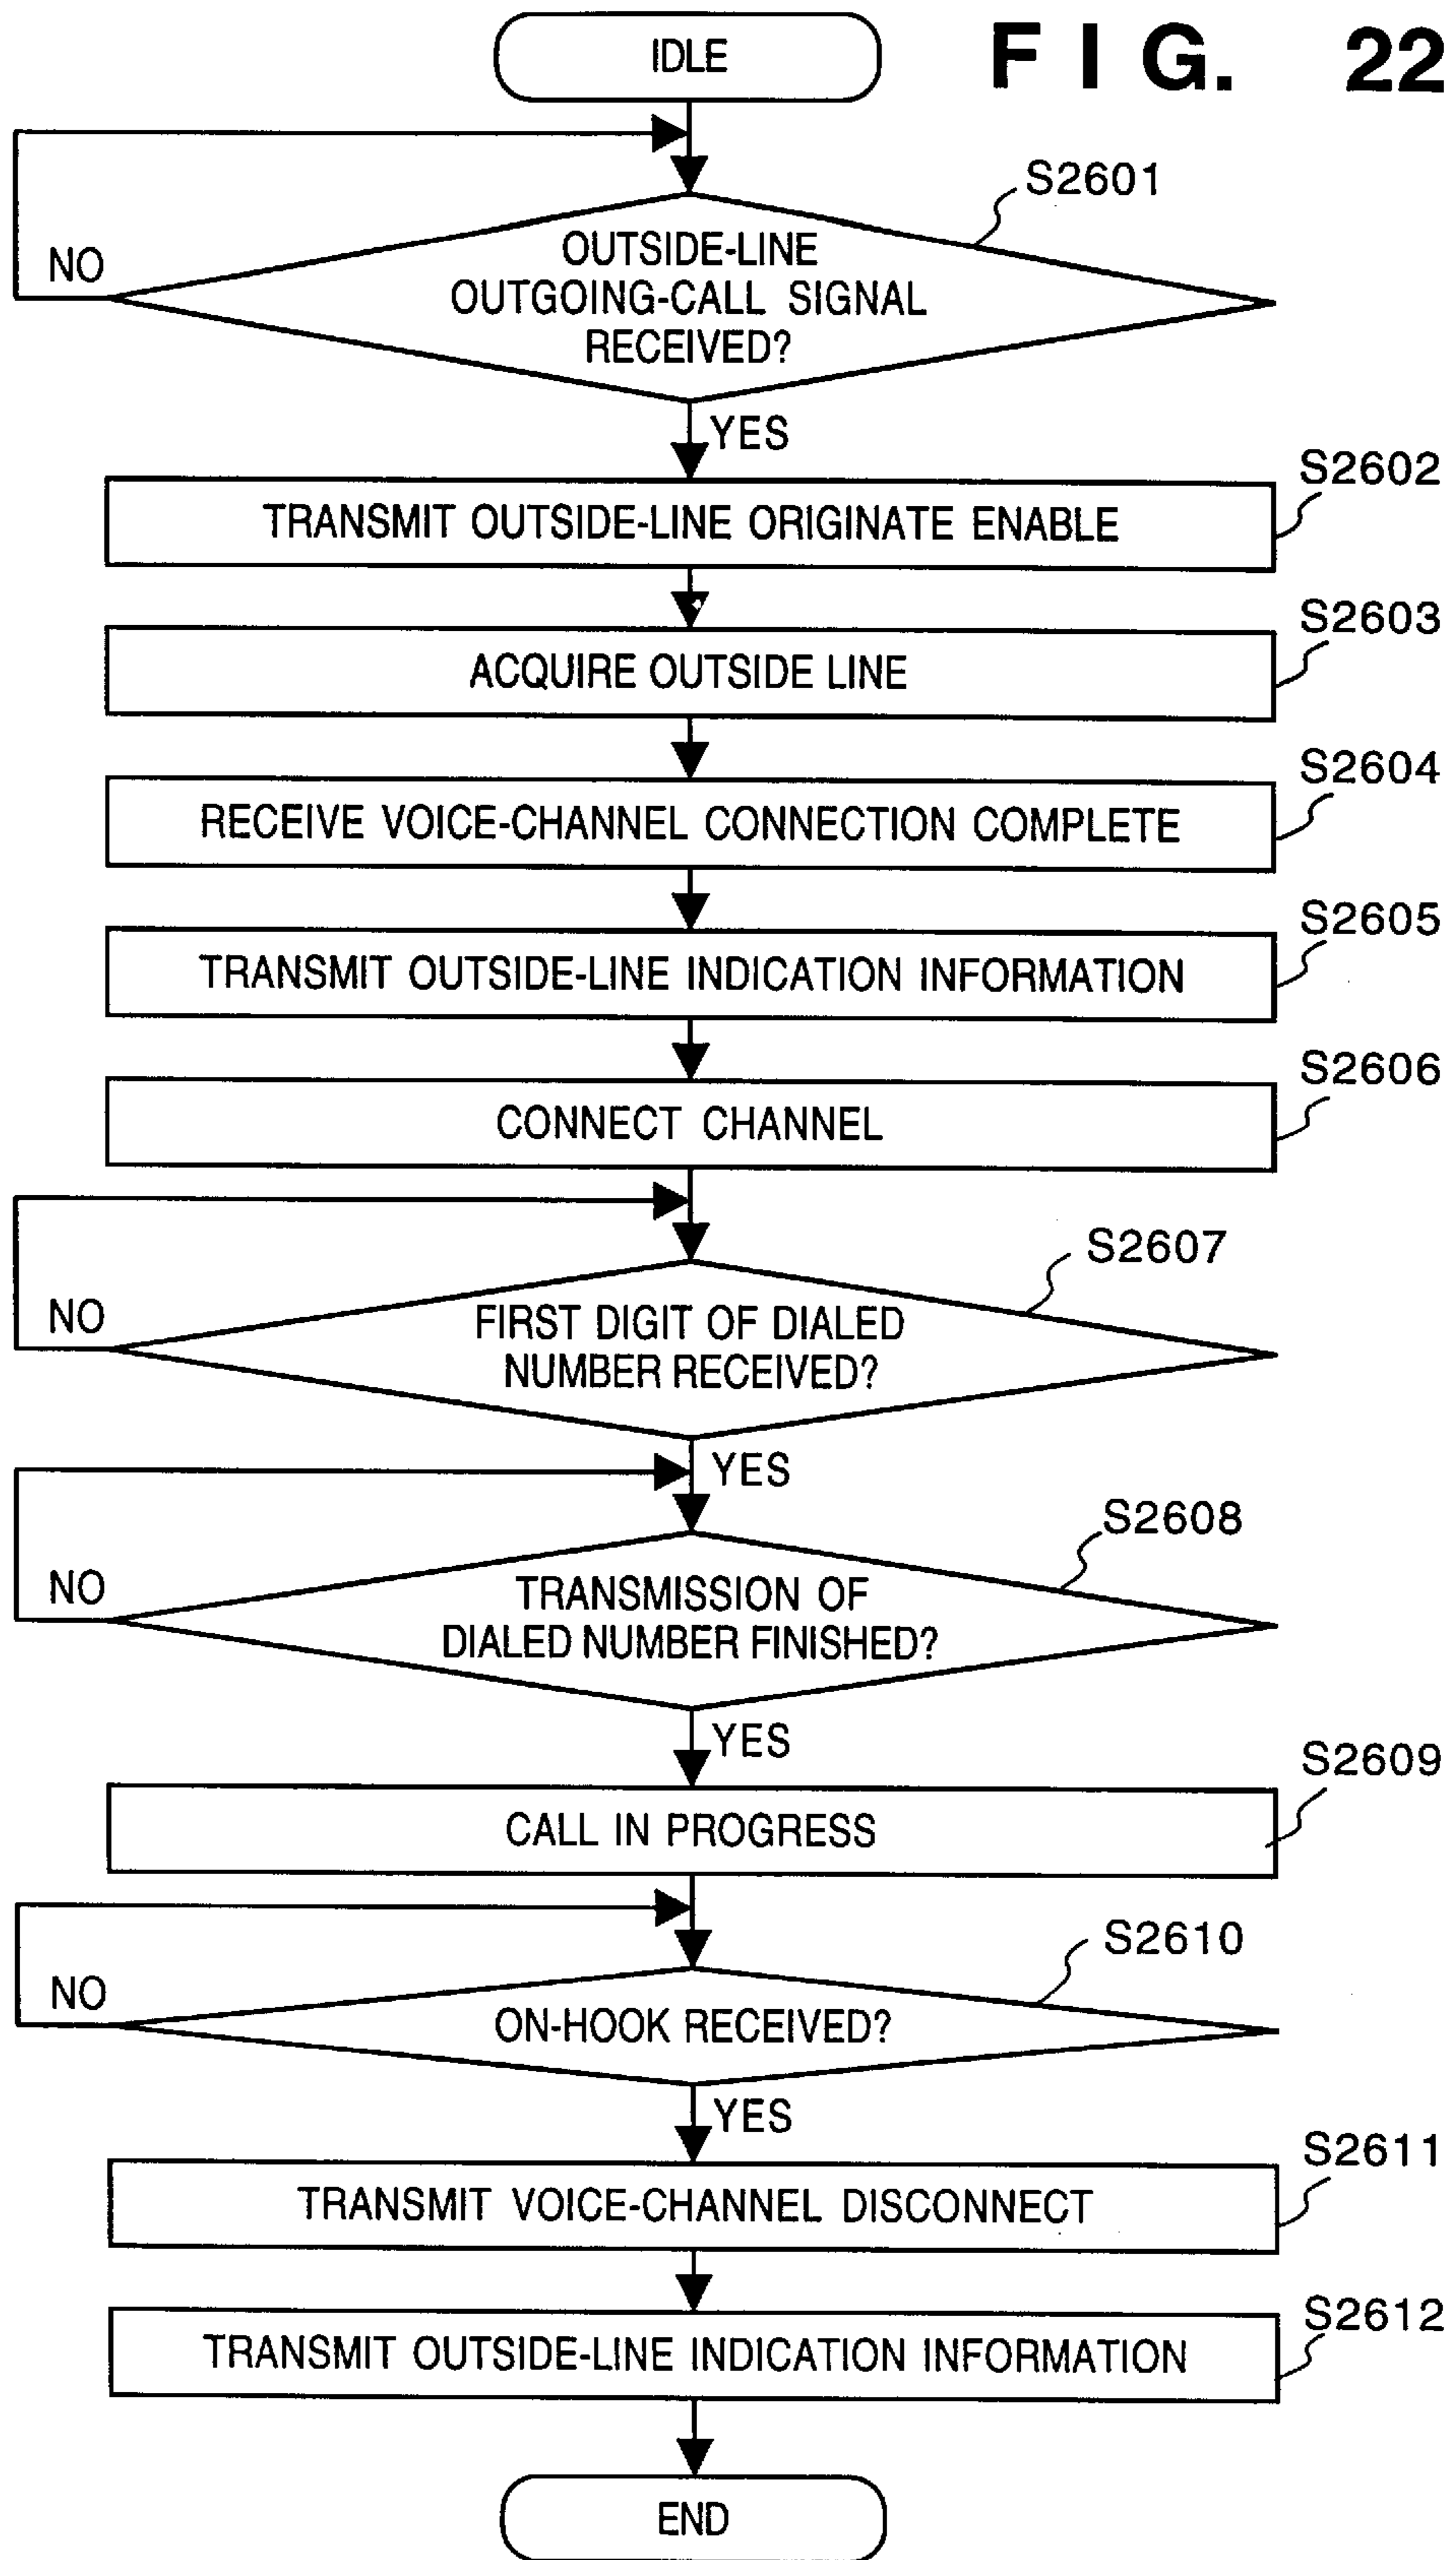 IDLE
FIG. 22
S2601
OUTSIDE-LINE
OUTGOING-CALL SIGNAL
RECEIVED?
NO
YES
S2602
TRANSMIT OUTSIDE-LINE ORIGINATE ENABLE
S2603
ACQUIRE OUTSIDE LINE
S2604
RECEIVE VOICE-CHANNEL CONNECTION COMPLETE
S2605
TRANSMIT OUTSIDE-LINE INDICATION INFORMATION
S2606
CONNECT CHANNEL
S2607
FIRST DIGIT OF DIALED
NUMBER RECEIVED?
NO
YES
S2608
TRANSMISSION OF
DIALED NUMBER FINISHED?
NO
YES
S2609
CALL IN PROGRESS
S2610
ON-HOOK RECEIVED?
NO
YES
S2611
TRANSMIT VOICE-CHANNEL DISCONNECT
S2612
TRANSMIT OUTSIDE-LINE INDICATION INFORMATION
END